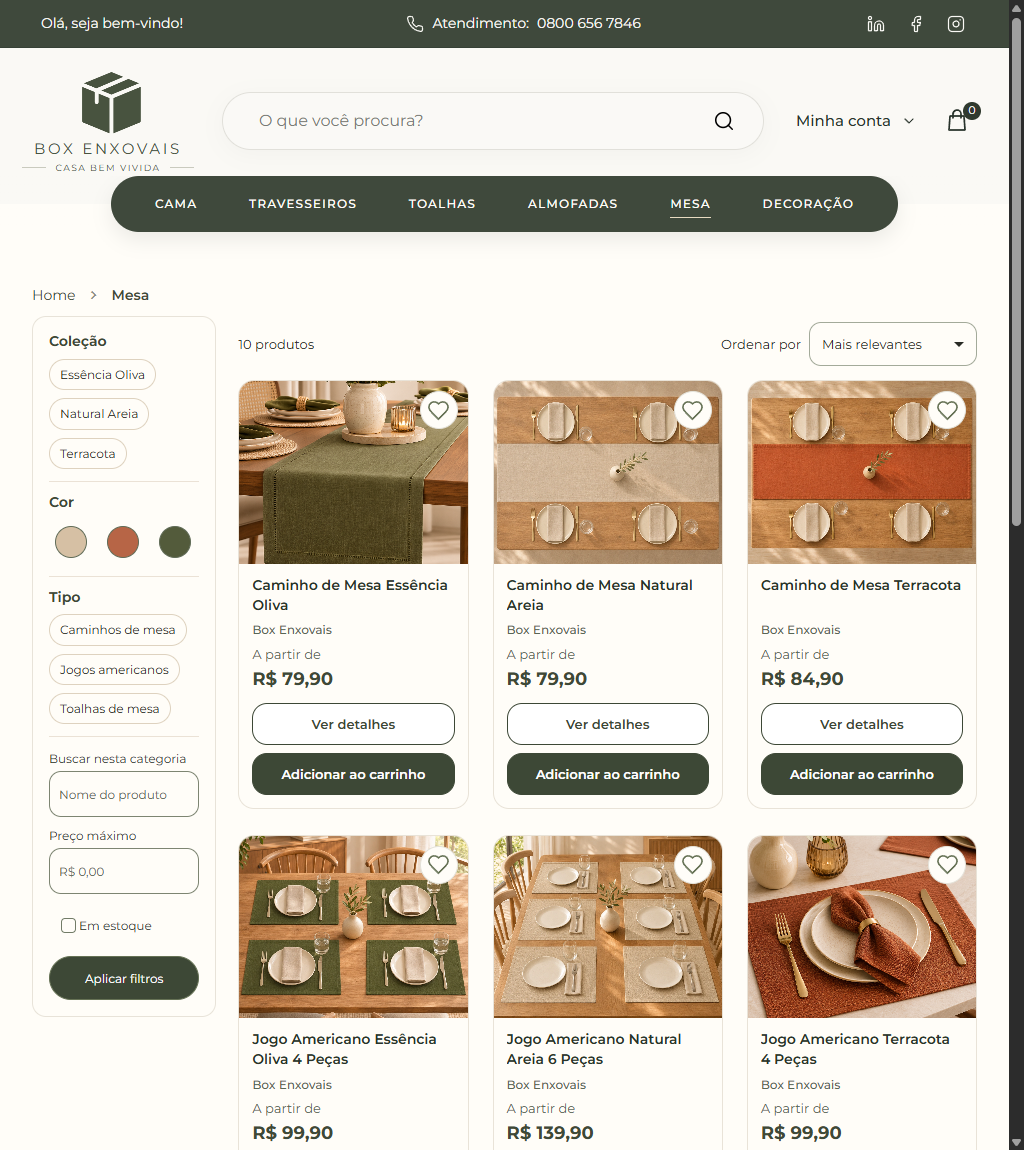 Olá, seja bem-vindo!
Atendimento: 0800 656 7846
BOX ENXOVAIS
CASA BEM VIVIDA
O que você procura?
Minha conta
0
CAMA TRAVESSEIROS TOALHAS ALMOFADAS MESA DECORAÇÃO
Home > Mesa
Coleção
Essência Oliva
Natural Areia
Terracota
Cor
Tipo
Caminhos de mesa
Jogos americanos
Toalhas de mesa
Buscar nesta categoria
Nome do produto
Preço máximo
R$ 0,00
Em estoque
Aplicar filtros
10 produtos
Ordenar por
Mais relevantes
Caminho de Mesa Essência
Oliva
Box Enxovais
A partir de
R$ 79,90
Ver detalhes
Adicionar ao carrinho
Caminho de Mesa Natural
Areia
Box Enxovais
A partir de
R$ 79,90
Ver detalhes
Adicionar ao carrinho
Caminho de Mesa Terracota
Box Enxovais
A partir de
R$ 84,90
Ver detalhes
Adicionar ao carrinho
Jogo Americano Essência
Oliva 4 Peças
Box Enxovais
A partir de
R$ 99,90
Jogo Americano Natural
Areia 6 Peças
Box Enxovais
A partir de
R$ 139,90
Jogo Americano Terracota
4 Peças
Box Enxovais
A partir de
R$ 99,90